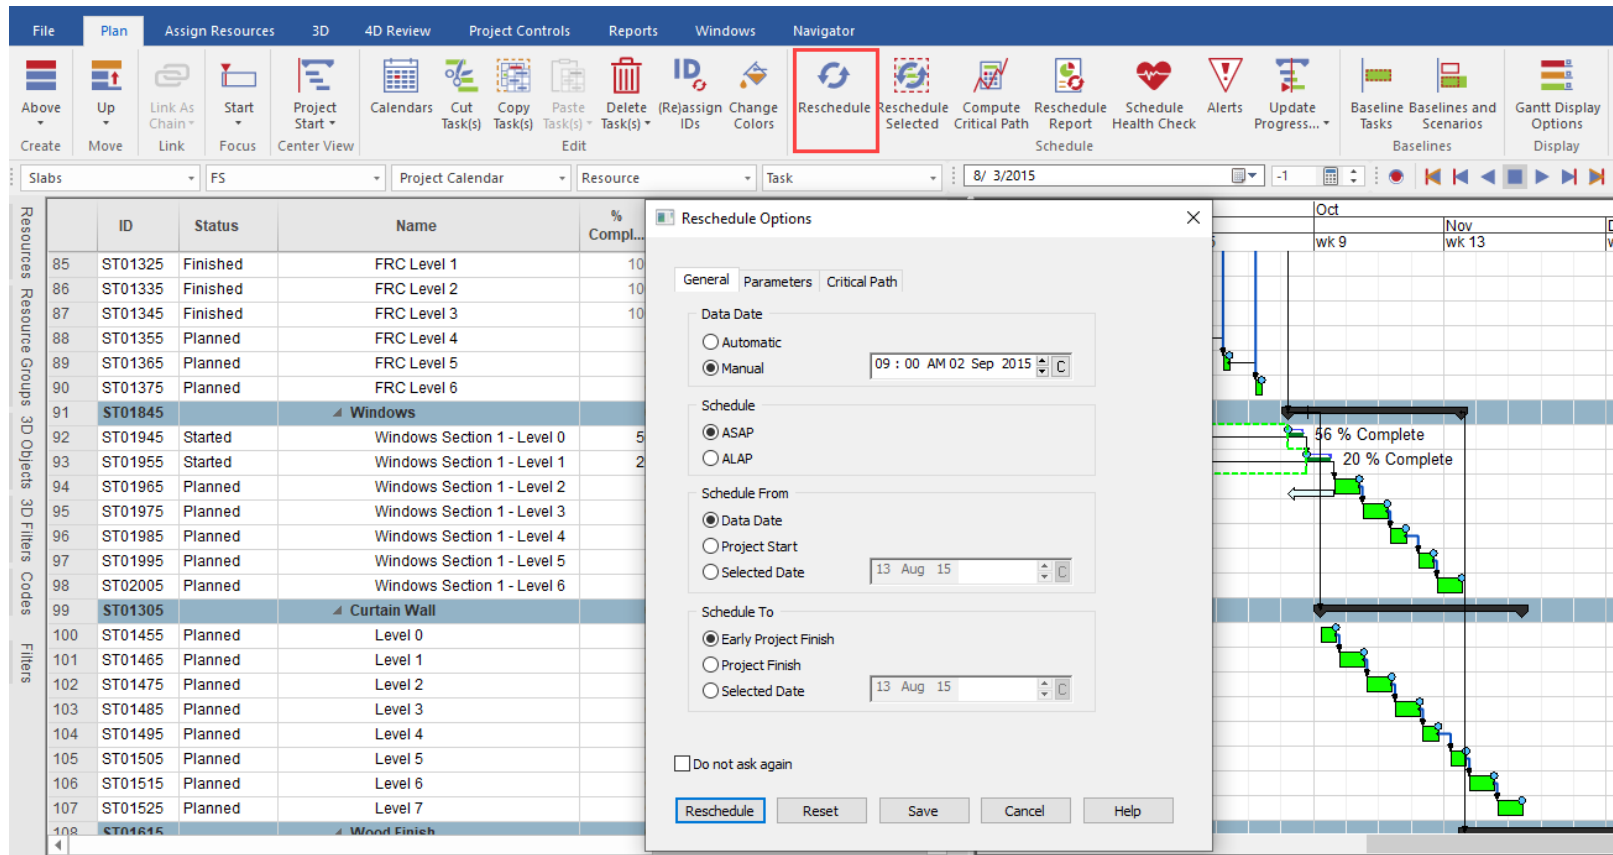 File Plan Assign Resources 3D 4D Review Project Controls Reports Windows Navigator
Above Up Link As Chain Start Project Start Calendars Cut Task(s) Copy Task(s) Paste Task(s) Delete Task(s) (Re)assign IDs Change Colors Reschedule Reschedule Selected Compute Critical Path Reschedule Report Schedule Health Check Alerts Update Progress... Baseline Tasks Baselines and Scenarios Gantt Display Options
Create Move Link Focus Center View Edit Schedule Baselines Display
Slabs FS Project Calendar Resource Task 8/ 3/2015 -1
Resources
Resource Groups
3D Objects
3D Filters
Codes
Filters
ID Status Name % Compl...
85 ST01325 Finished FRC Level 1 10
86 ST01335 Finished FRC Level 2 10
87 ST01345 Finished FRC Level 3 10
88 ST01355 Planned FRC Level 4
89 ST01365 Planned FRC Level 5
90 ST01375 Planned FRC Level 6
91 ST01845 Windows
92 ST01945 Started Windows Section 1 - Level 0 5
93 ST01955 Started Windows Section 1 - Level 1 2
94 ST01965 Planned Windows Section 1 - Level 2
95 ST01975 Planned Windows Section 1 - Level 3
96 ST01985 Planned Windows Section 1 - Level 4
97 ST01995 Planned Windows Section 1 - Level 5
98 ST02005 Planned Windows Section 1 - Level 6
99 ST01305 Curtain Wall
100 ST01455 Planned Level 0
101 ST01465 Planned Level 1
102 ST01475 Planned Level 2
103 ST01485 Planned Level 3
104 ST01495 Planned Level 4
105 ST01505 Planned Level 5
106 ST01515 Planned Level 6
107 ST01525 Planned Level 7
108 ST01615 Wood Finish
Reschedule Options
General Parameters Critical Path
Data Date
Automatic
Manual 09 : 00 AM 02 Sep 2015 C
Schedule
ASAP
ALAP
Schedule From
Data Date
Project Start
Selected Date 13 Aug 15 C
Schedule To
Early Project Finish
Project Finish
Selected Date 13 Aug 15 C
Do not ask again
Reschedule Reset Save Cancel Help
Oct
Nov
wk 9 wk 13
56 % Complete
20 % Complete